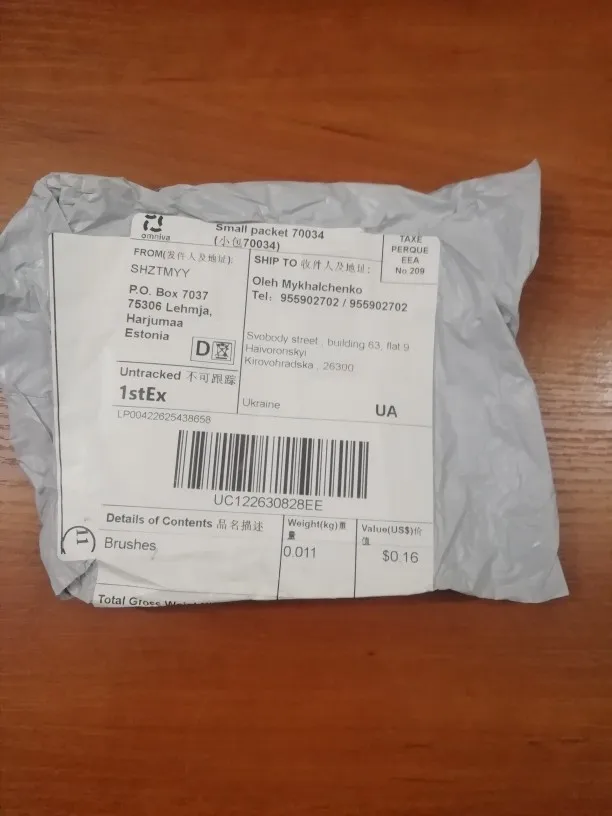 omniva
Small packet 70034
(小包70034)
TAXE
PERQUE
EEA
No 209
FROM(发件人及地址):
SHZTMYY
P.O. Box 7037
75306 Lehmja,
Harjumaa
Estonia
D
SHIP TO 收件人及地址:
Oleh Mykhalchenko
Tel: 955902702 / 955902702
Svobody street , building 63, flat 9
Haivoronskyi
Kirovohradska , 26300
Ukraine
UA
Untracked 不可跟踪
1stEx
LP00422625438658
UC122630828EE
Details of Contents 品名描述
Weight(kg)重
量
Value(US$)价
值
11
Brushes
0.011
$0.16
Total Gross